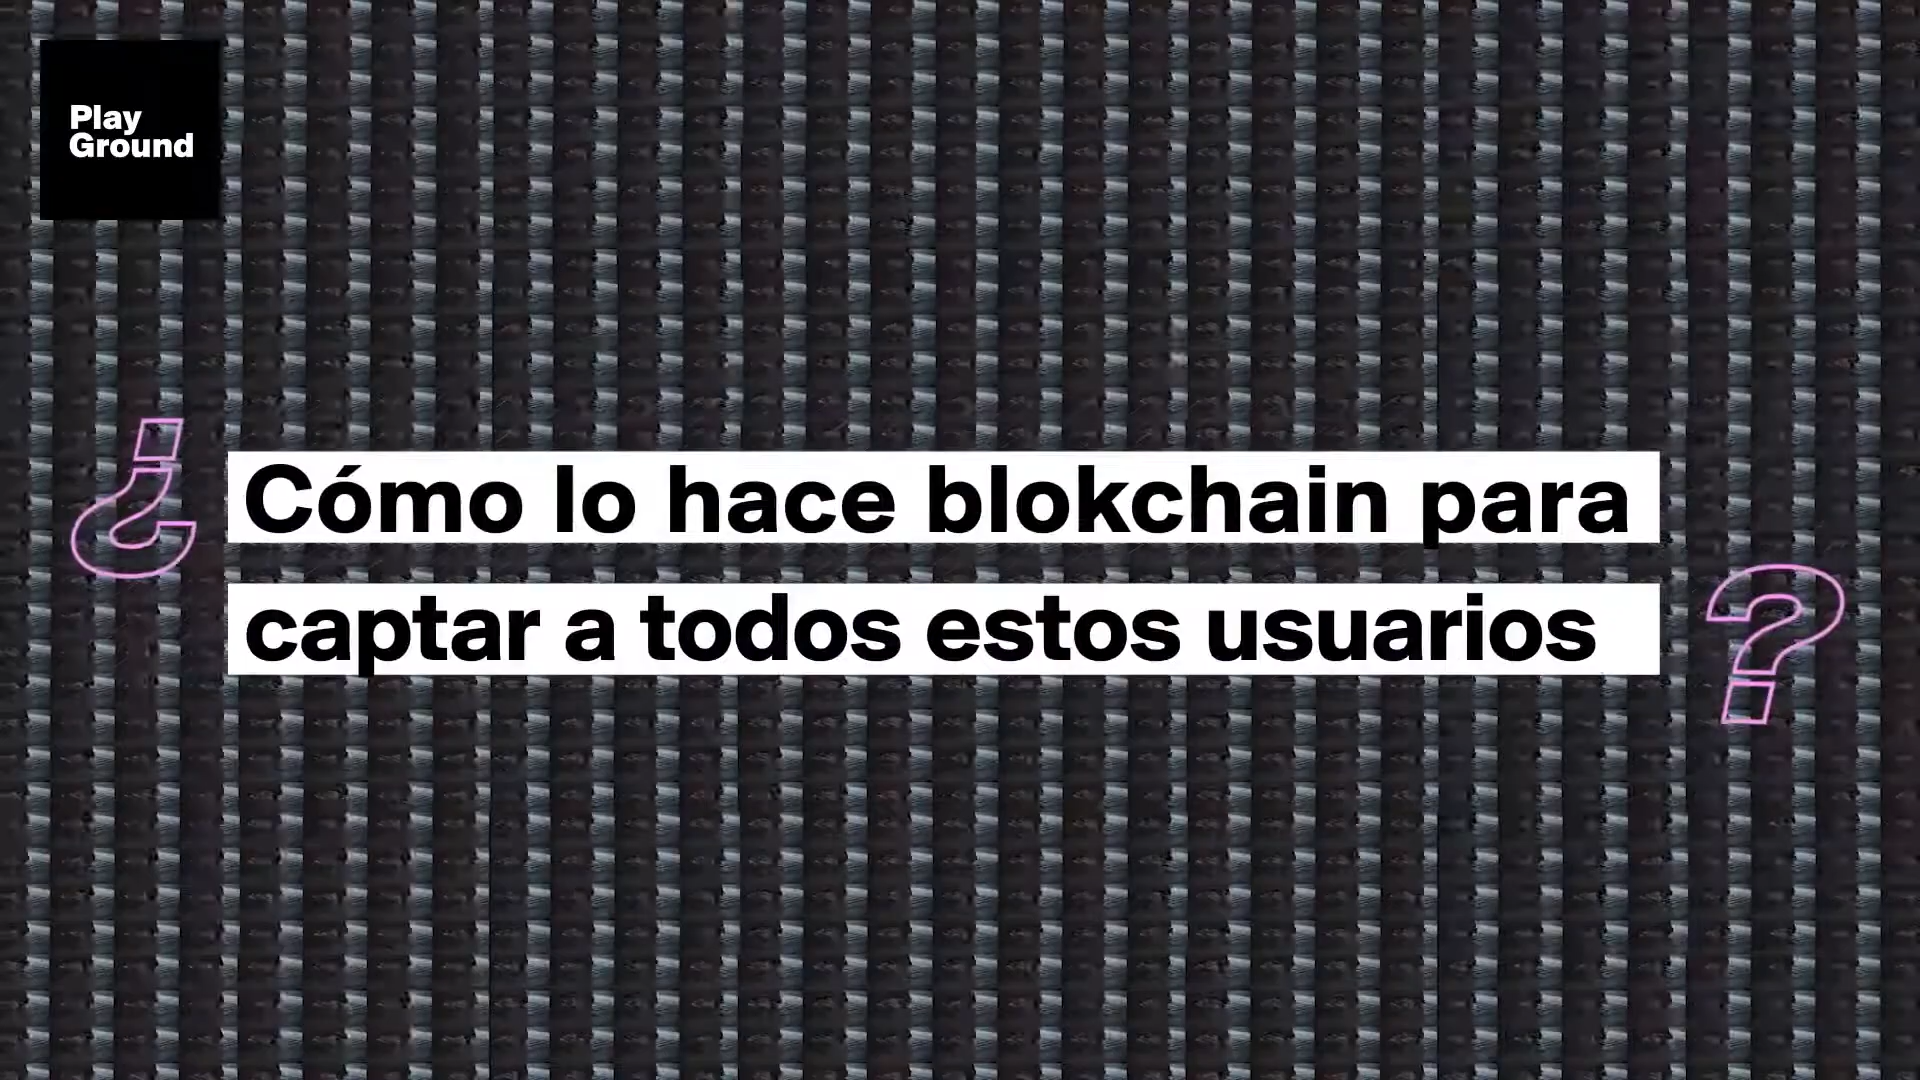 Play
Ground
¿
Cómo lo hace blokchain para
captar a todos estos usuarios
?